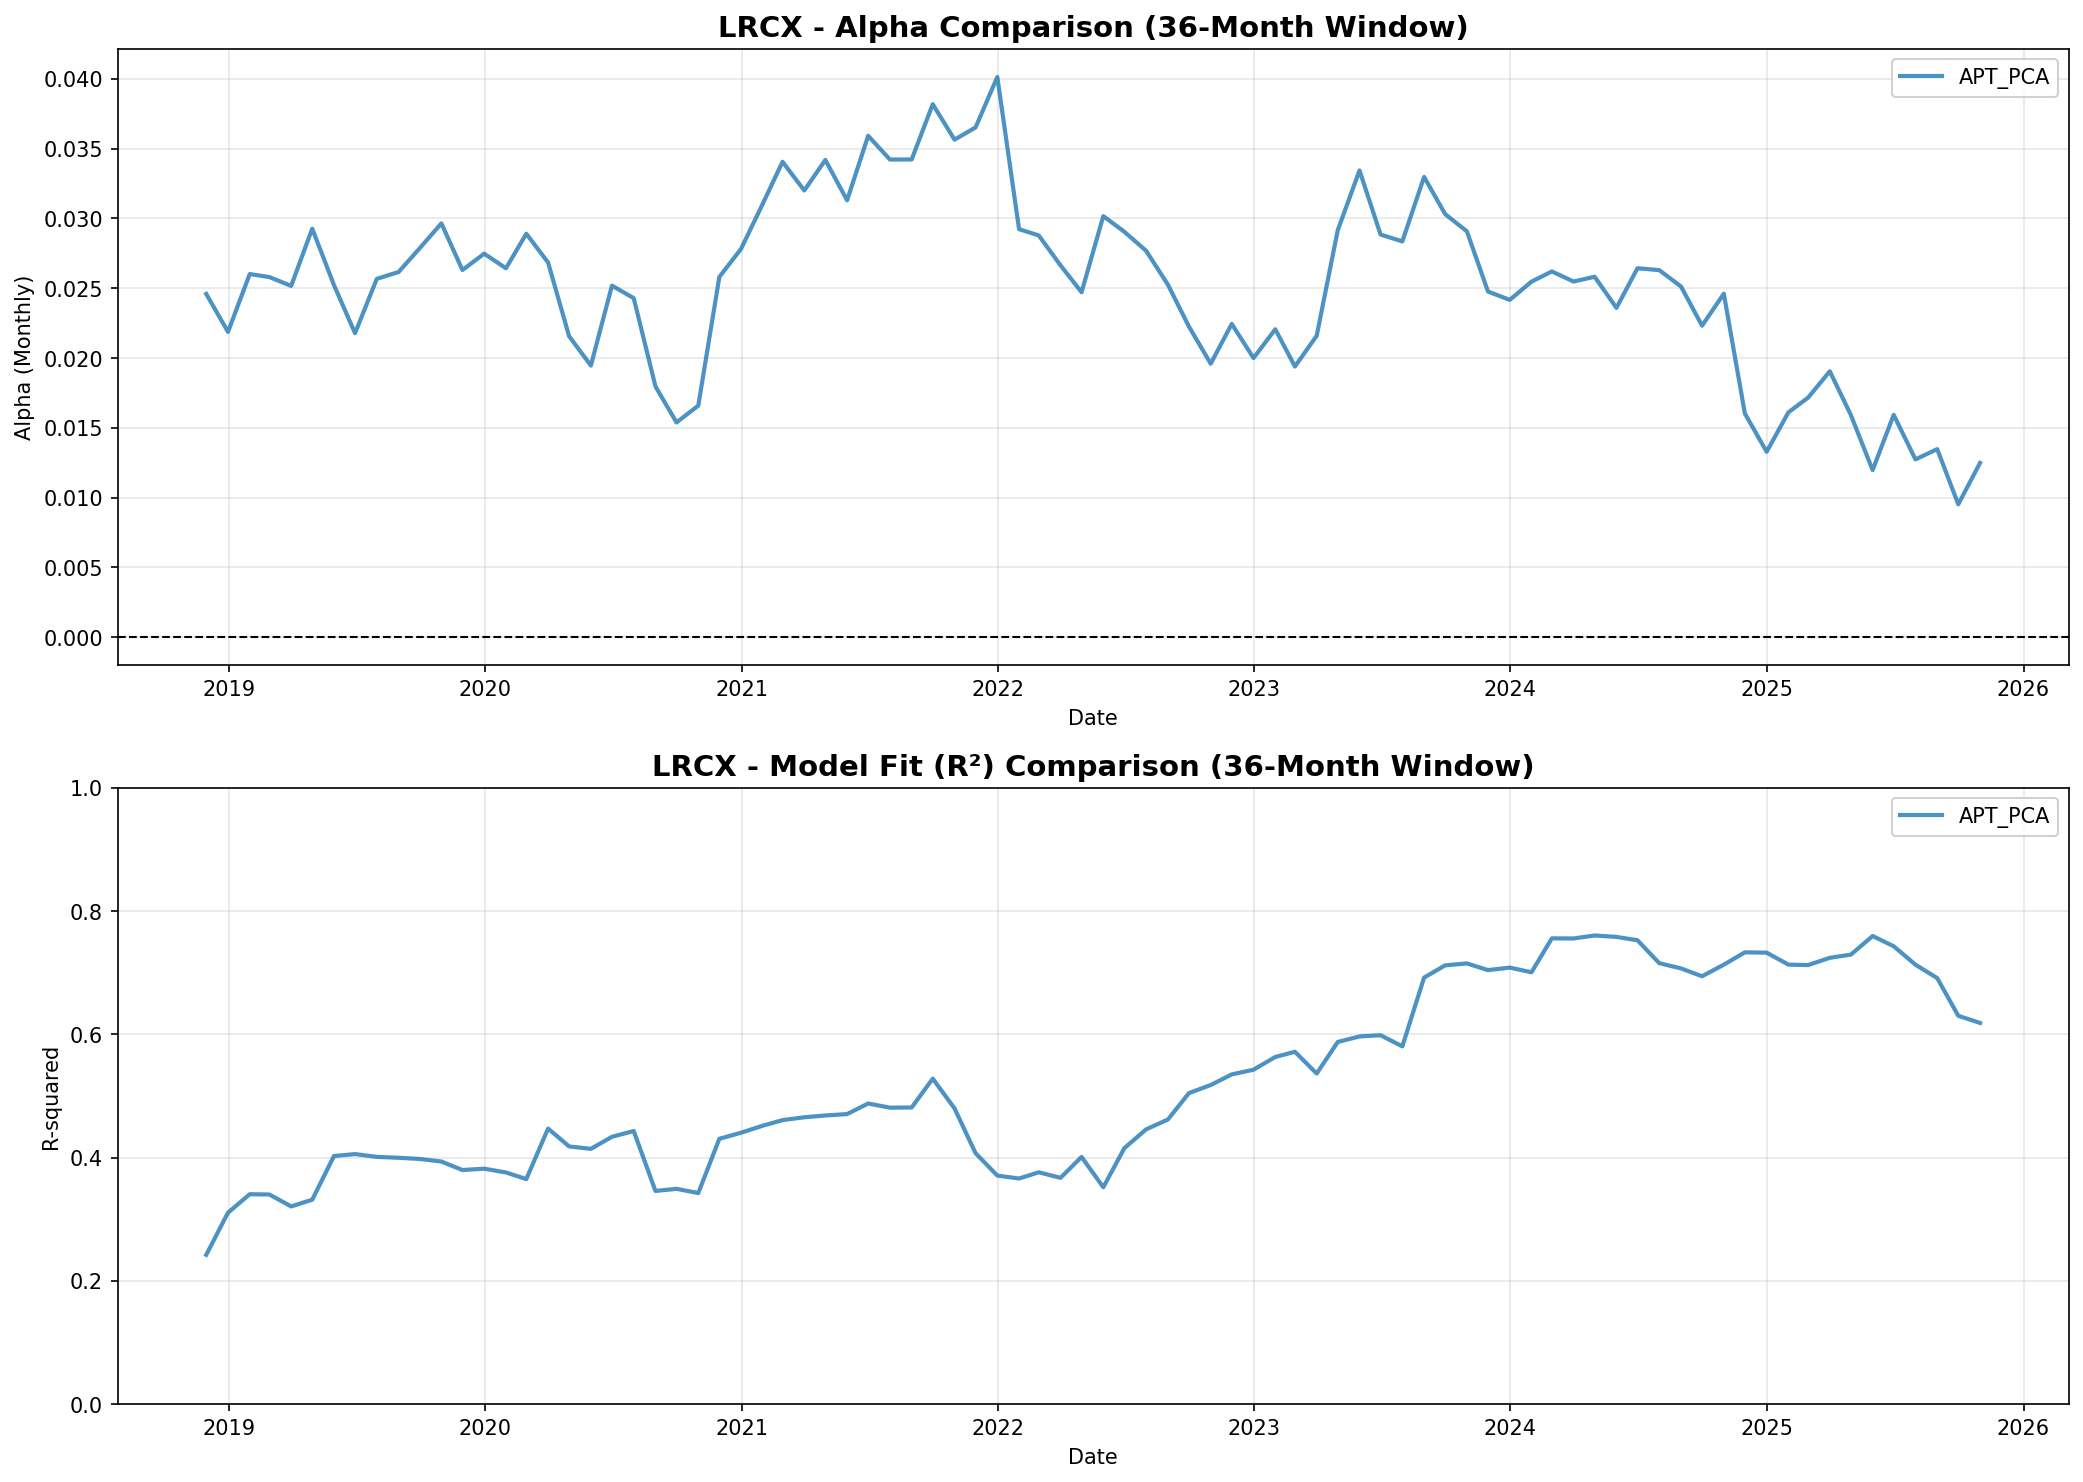 LRCX - Alpha Comparison (36-Month Window)
APT_PCA
Alpha (Monthly)
0.040
0.035
0.030
0.025
0.020
0.015
0.010
0.005
0.000
2019 2020 2021 2022 2023 2024 2025 2026
Date
LRCX - Model Fit (R²) Comparison (36-Month Window)
APT_PCA
R-squared
1.0
0.8
0.6
0.4
0.2
0.0
2019 2020 2021 2022 2023 2024 2025 2026
Date